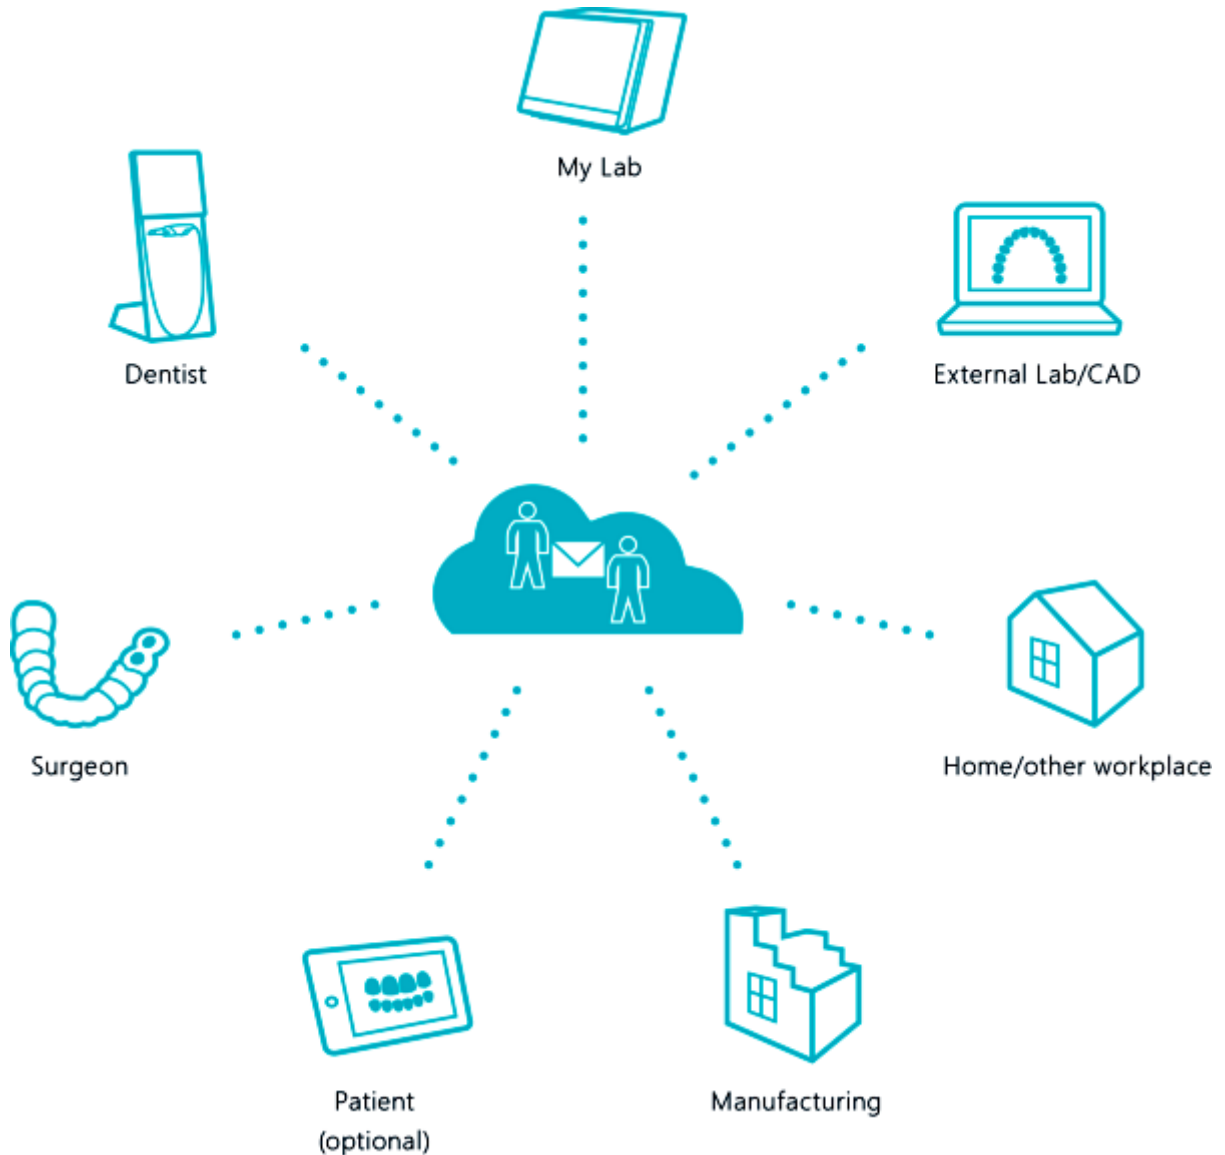 My Lab
Dentist
External Lab/CAD
Surgeon
Home/other workplace
Patient
(optional)
Manufacturing